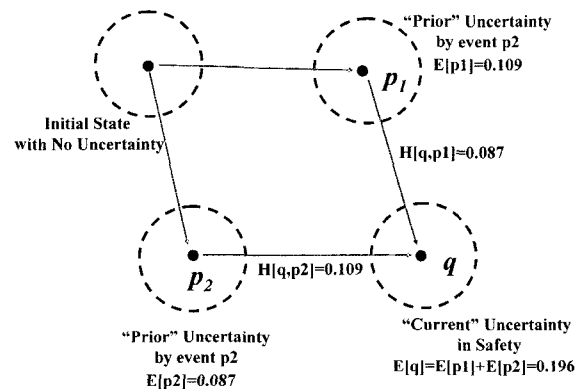 “Prior” Uncertainty
by event p2
E[p1]=0.109
p1
Initial State
with No Uncertainty
H[q,p1]=0.087
p2
H[q,p2]=0.109
q
“Prior” Uncertainty
by event p2
E[p2]=0.087
“Current” Uncertainty
in Safety
E[q]=E[p1]+E[p2]=0.196